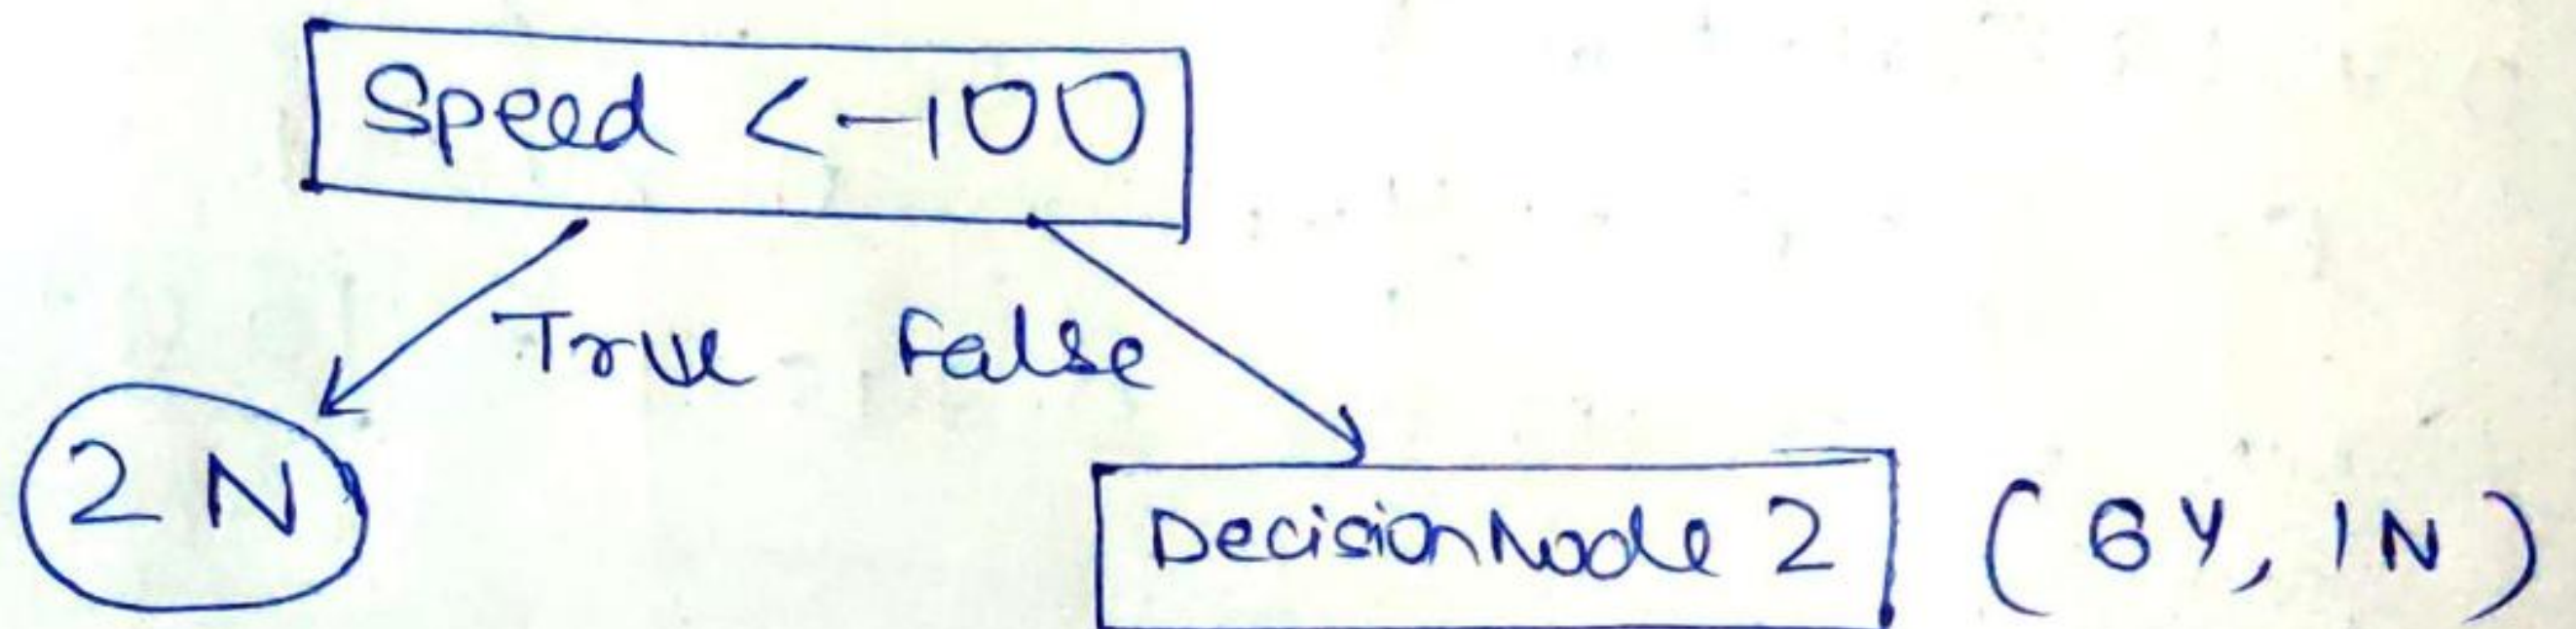 Speed <-100
True False
2 N
Decision Node 2 (6Y, 1N)